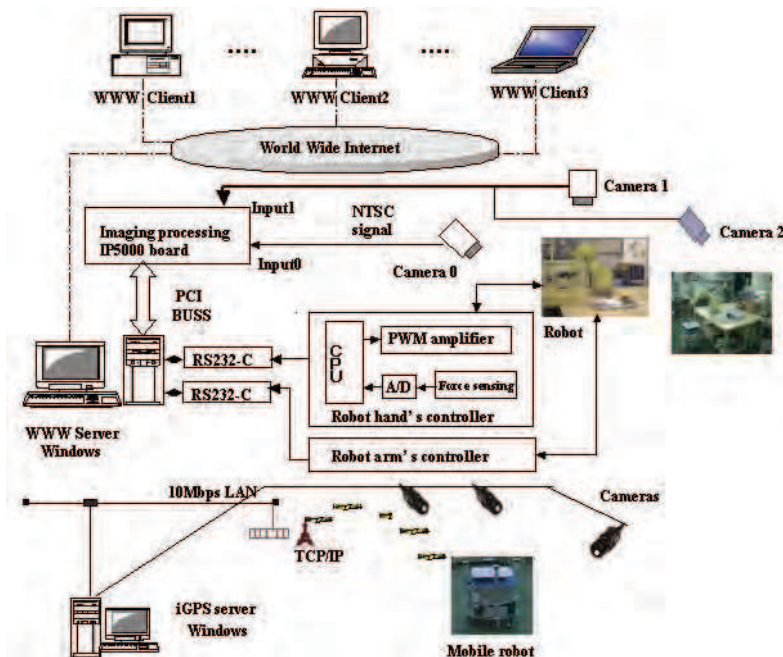 WWW Client1
WWW Client2
WWW Client3
World Wide Internet
Camera 1
Input1
NTSC
signal
Camera 2
Imaging processing
IP5000 board
Input0
Camera 0
PCI
BUSS
Robot
CPU
PWM amplifier
RS232-C
A/D
Force sensing
RS232-C
Robot hand's controller
WWW Server
Windows
Robot arm's controller
10Mbps LAN
Cameras
TCP/IP
iGPS server
Windows
Mobile robot